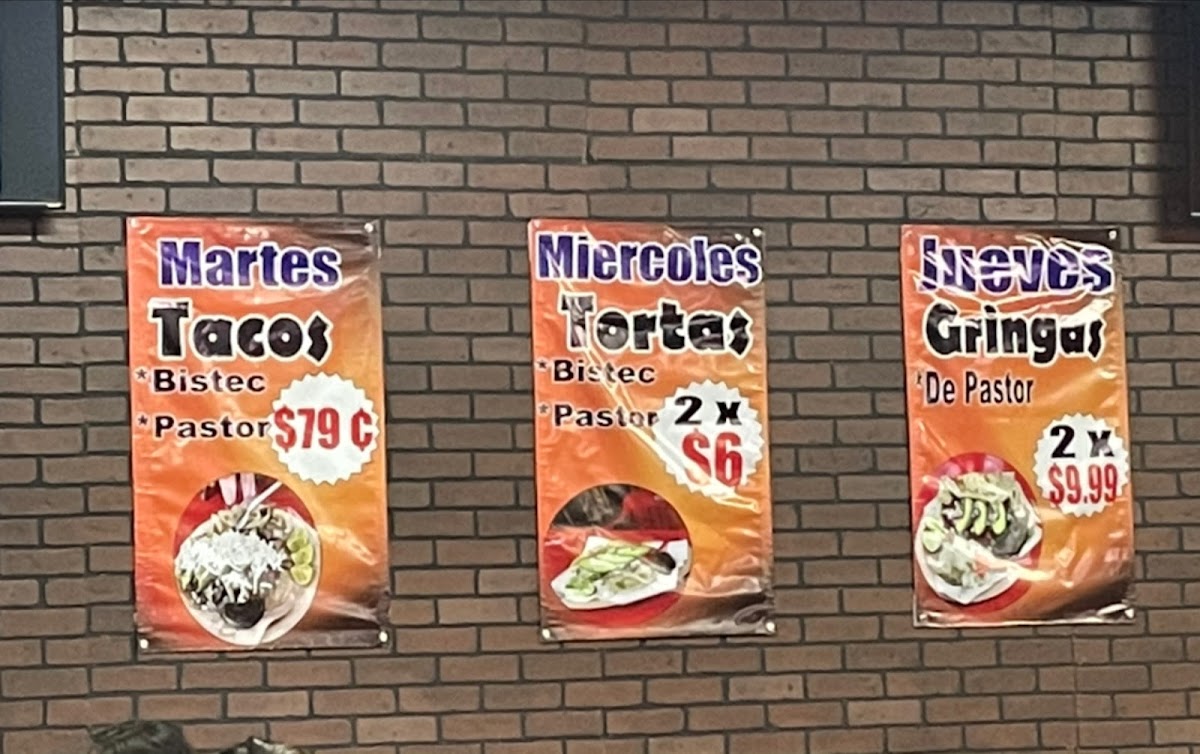 Martes
Tacos
*Bistec
*Pastor
$79 ¢
Miercoles
Tortas
*Bistec
*Pastor
2 x
$6
Jueves
Gringas
*De Pastor
2 x
$9.99